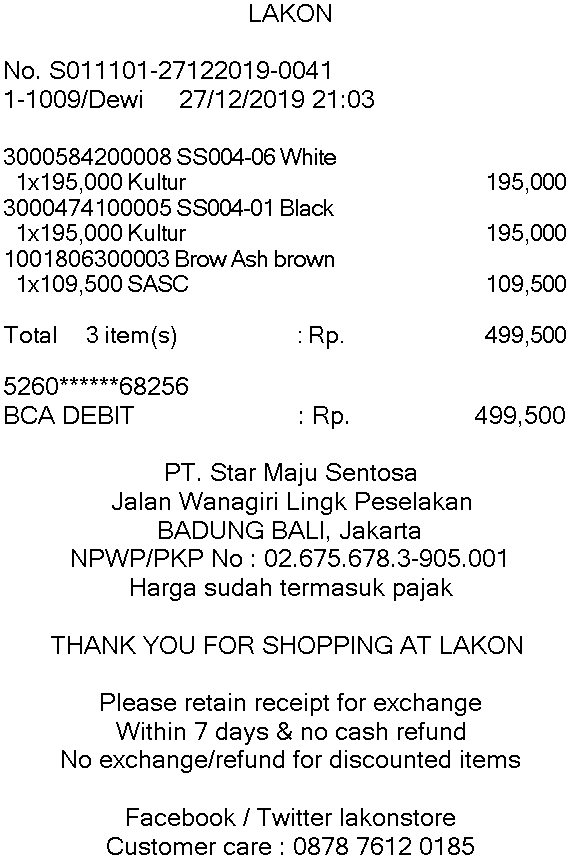 LAKON
No. S011101-27122019-0041
1-1009/Dewi 27/12/2019 21:03
3000584200008 SS004-06 White
1x195,000 Kultur 195,000
3000474100005 SS004-01 Black
1x195,000 Kultur 195,000
1001806300003 Brow Ash brown
1x109,500 SASC 109,500
Total 3 item(s) : Rp. 499,500
5260******68256
BCA DEBIT : Rp. 499,500
PT. Star Maju Sentosa
Jalan Wanagiri Lingk Peselakan
BADUNG BALI, Jakarta
NPWP/PKP No : 02.675.678.3-905.001
Harga sudah termasuk pajak
THANK YOU FOR SHOPPING AT LAKON
Please retain receipt for exchange
Within 7 days & no cash refund
No exchange/refund for discounted items
Facebook / Twitter lakonstore
Customer care : 0878 7612 0185